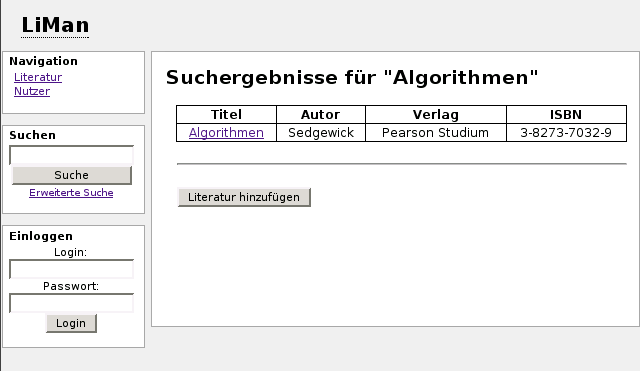 LiMan
Navigation
Literatur
Nutzer
Suchen
Suche
Erweiterte Suche
Einloggen
Login:
Passwort:
Login
Suchergebnisse für "Algorithmen"
Titel Autor Verlag ISBN
Algorithmen Sedgewick Pearson Studium 3-8273-7032-9
Literatur hinzufügen